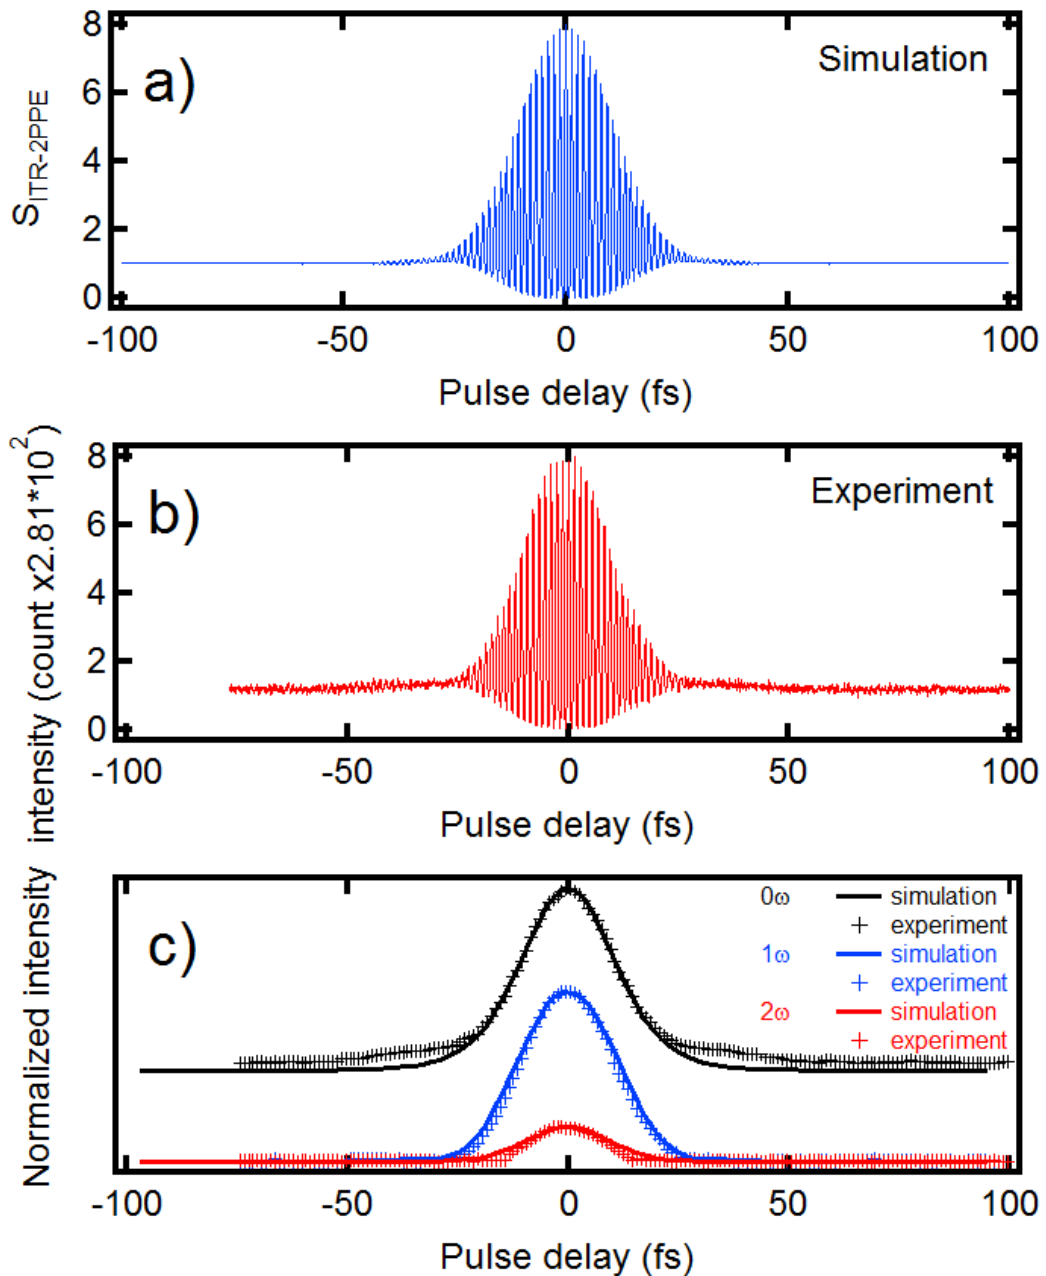 a)
Simulation
S_ITR-2PPE
8
6
4
2
0
-100 -50 0 50 100
Pulse delay (fs)
b)
Experiment
intensity (count x2.81*10^2)
8
6
4
2
0
-100 -50 0 50 100
Pulse delay (fs)
c)
Normalized intensity
0ω simulation
experiment
1ω simulation
experiment
2ω simulation
experiment
-100 -50 0 50 100
Pulse delay (fs)